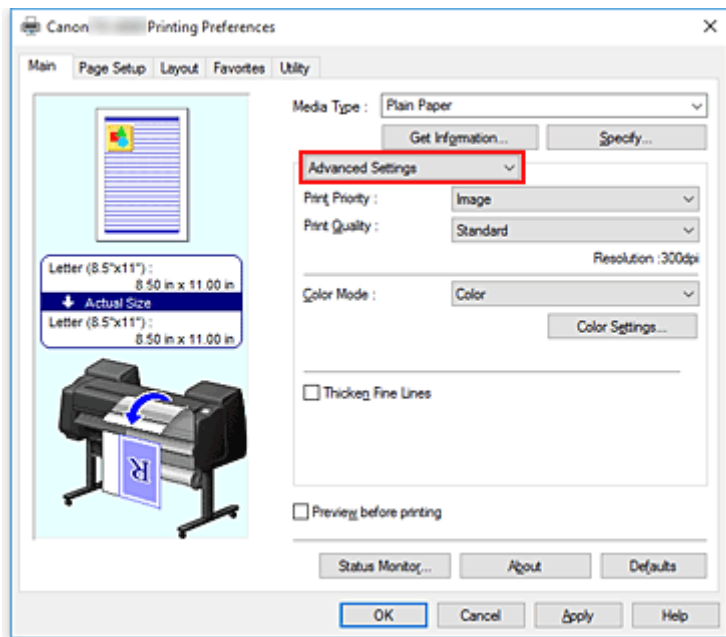 Canon Printing Preferences
Main Page Setup Layout Favorites Utility
Media Type : Plain Paper
Get Information... Specify...
Advanced Settings
Print Priority : Image
Print Quality : Standard
Resolution :300dpi
Letter (8.5"x11") :
8.50 in x 11.00 in
Actual Size
Letter (8.5"x11") :
8.50 in x 11.00 in
Color Mode : Color
Color Settings...
Thicken Fine Lines
R
Preview before printing
Status Monitor... About Defaults
OK Cancel Apply Help